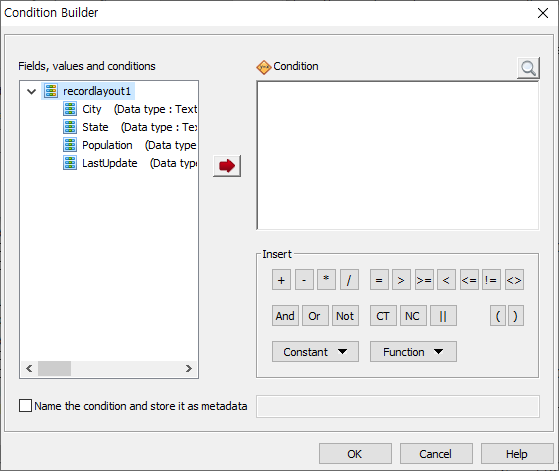 Condition Builder
Fields, values and conditions
recordlayout1
City (Data type : Text
State (Data type : Text
Population (Data type
LastUpdate (Data type
Condition
Insert
+ - * / = > >= < <= != <>
And Or Not CT NC || ( )
Constant Function
Name the condition and store it as metadata
OK Cancel Help